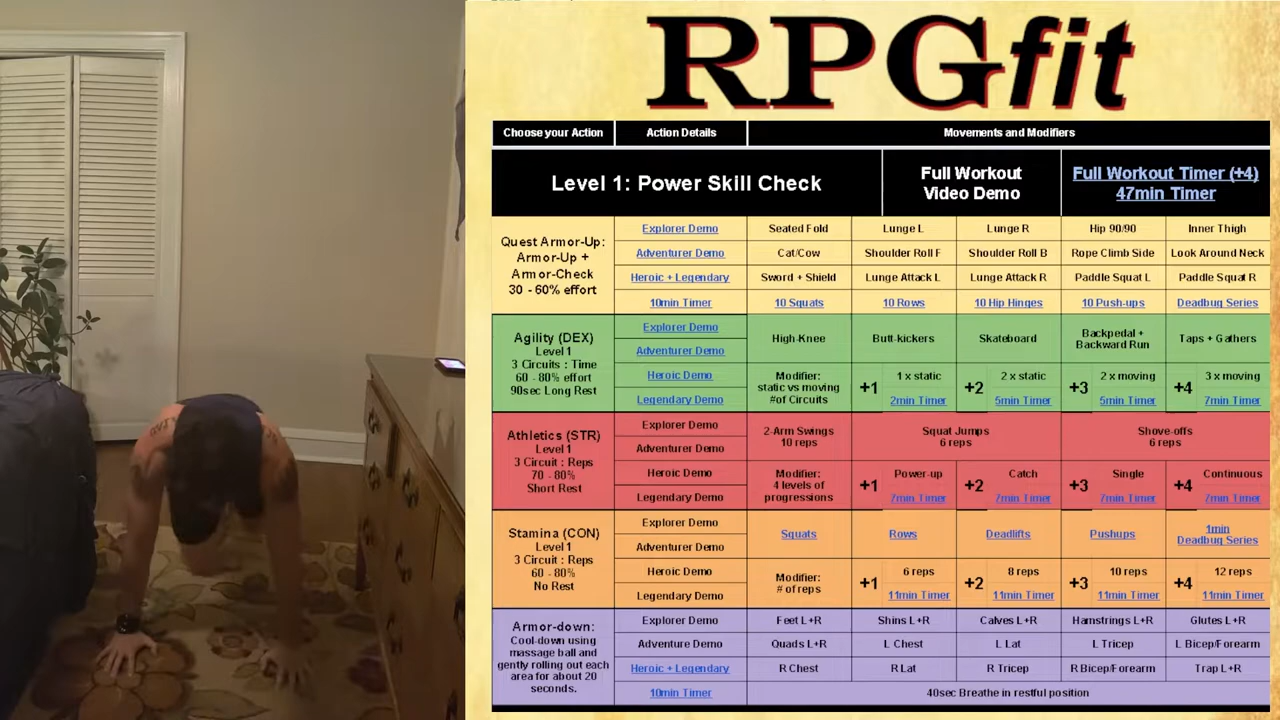 RPGfit
Choose your Action
Action Details
Movements and Modifiers
Level 1: Power Skill Check
Full Workout
Video Demo
Full Workout Timer (+4)
47min Timer
Quest Armor-Up:
Armor-Up +
Armor-Check
30 - 60% effort
Explorer Demo
Seated Fold
Lunge L
Lunge R
Hip 90/90
Inner Thigh
Adventurer Demo
Cat/Cow
Shoulder Roll F
Shoulder Roll B
Rope Climb Side
Look Around Neck
Heroic + Legendary
Sword + Shield
Lunge Attack L
Lunge Attack R
Paddle Squat L
Paddle Squat R
10min Timer
10 Squats
10 Rows
10 Hip Hinges
10 Push-ups
Deadbug Series
Agility (DEX)
Level 1
3 Circuits : Time
60 - 80% effort
90sec Long Rest
Explorer Demo
Adventurer Demo
High-Knee
Butt-kickers
Skateboard
Backpedal +
Backward Run
Taps + Gathers
Heroic Demo
Legendary Demo
Modifier:
static vs moving
#of Circuits
+1
1 x static
2min Timer
+2
2 x static
5min Timer
+3
2 x moving
5min Timer
+4
3 x moving
7min Timer
Athletics (STR)
Level 1
3 Circuit : Reps
70 - 80%
Short Rest
Explorer Demo
Adventurer Demo
2-Arm Swings
10 reps
Squat Jumps
6 reps
Shove-offs
6 reps
Heroic Demo
Legendary Demo
Modifier:
4 levels of
progressions
+1
Power-up
7min Timer
+2
Catch
7min Timer
+3
Single
7min Timer
+4
Continuous
7min Timer
Stamina (CON)
Level 1
3 Circuit : Reps
60 - 80%
No Rest
Explorer Demo
Adventurer Demo
Squats
Rows
Deadlifts
Pushups
1min
Deadbug Series
Heroic Demo
Legendary Demo
Modifier:
# of reps
+1
6 reps
11min Timer
+2
8 reps
11min Timer
+3
10 reps
11min Timer
+4
12 reps
11min Timer
Armor-down:
Cool-down using
massage ball and
gently rolling out each
area for about 20
seconds.
Explorer Demo
Feet L+R
Shins L+R
Calves L+R
Hamstrings L+R
Glutes L+R
Adventure Demo
Quads L+R
L Chest
L Lat
L Tricep
L Bicep/Forearm
Heroic + Legendary
R Chest
R Lat
R Tricep
R Bicep/Forearm
Trap L+R
10min Timer
40sec Breathe in restful position